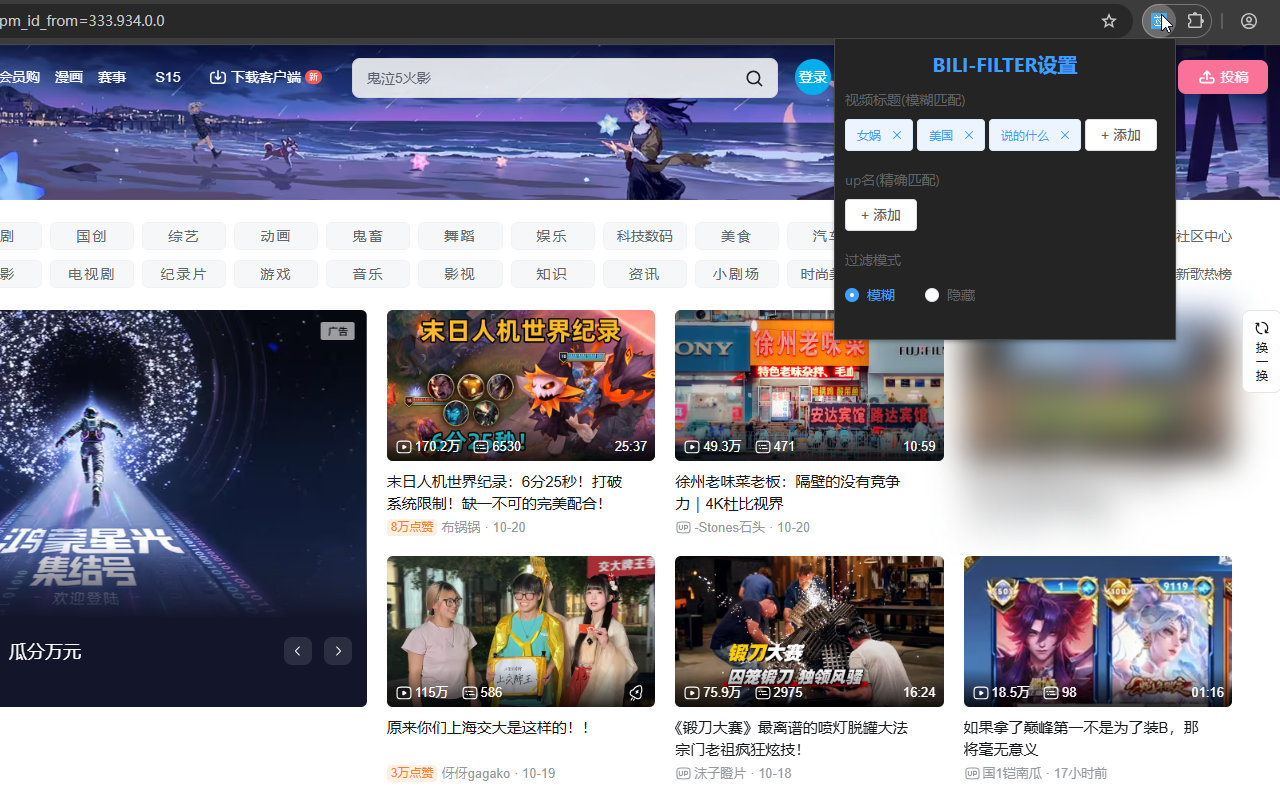 pm_id_from=333.934.0.0
会员购 漫画 赛事 S15 下载客户端 新
鬼泣5火影
登录
投稿
BILI-FILTER设置
视频标题(模糊匹配)
女娲 × 美国 × 说的什么 × + 添加
up名(精确匹配)
+ 添加
过滤模式
模糊 隐藏
剧 国创 综艺 动画 鬼畜 舞蹈 娱乐 科技数码 美食 汽车 社区中心
影 电视剧 纪录片 游戏 音乐 影视 知识 资讯 小剧场 时尚美 新歌热榜
换一换
广告
鸿蒙星光
集结号
欢迎登陆
瓜分万元
末日人机世界纪录
6分25秒!
170.2万 6530 25:37
末日人机世界纪录：6分25秒！打破
系统限制！缺一不可的完美配合！
8万点赞 布锅锅 · 10-20
ONY
徐州老味菜
FUJIFILM
特色老味杂拌、毛血
安达宾馆
路达宾馆
49.3万 471 10:59
徐州老味菜老板：隔壁的没有竞争
力｜4K杜比视界
UP -Stones石头 · 10-20
交大牌王争
上交牌王
115万 586
原来你们上海交大是这样的！！
3万点赞 伢伢gagako · 10-19
锻刀大赛
囚笼锻刀 独领风骚
75.9万 2975 16:24
《锻刀大赛》最离谱的喷灯脱罐大法
宗门老祖疯狂炫技！
UP 沫子瞪片 · 10-18
50 1 400 9119
18.5万 98 01:16
如果拿了巅峰第一不是为了装B，那
将毫无意义
UP 国1铠南瓜 · 17小时前